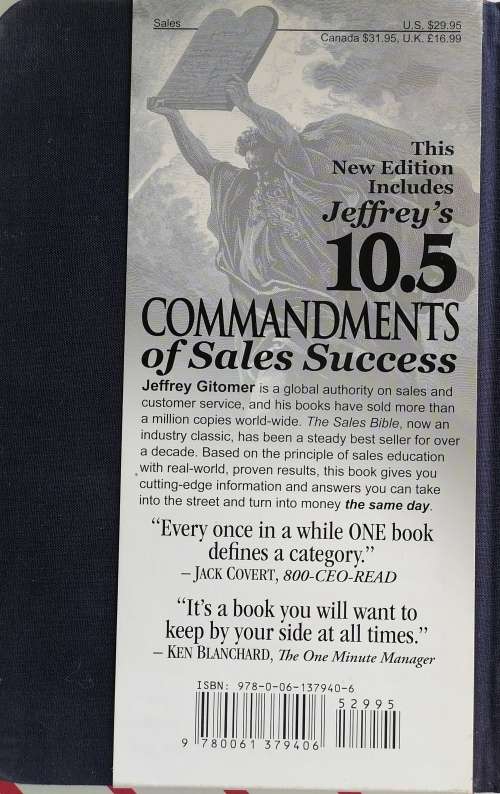 Sales
U.S. $29.95
Canada $31.95, U.K. £16.99
This
New Edition
Includes
Jeffrey's
10.5
COMMANDMENTS
of Sales Success
Jeffrey Gitomer is a global authority on sales and
customer service, and his books have sold more than
a million copies world-wide. The Sales Bible, now an
industry classic, has been a steady best seller for over
a decade. Based on the principle of sales education
with real-world, proven results, this book gives you
cutting-edge information and answers you can take
into the street and turn into money the same day.
“Every once in a while ONE book
defines a category.”
– JACK COVERT, 800-CEO-READ
“It's a book you will want to
keep by your side at all times.”
– KEN BLANCHARD, The One Minute Manager
ISBN: 978-0-06-137940-6
52995
9 780061 379406